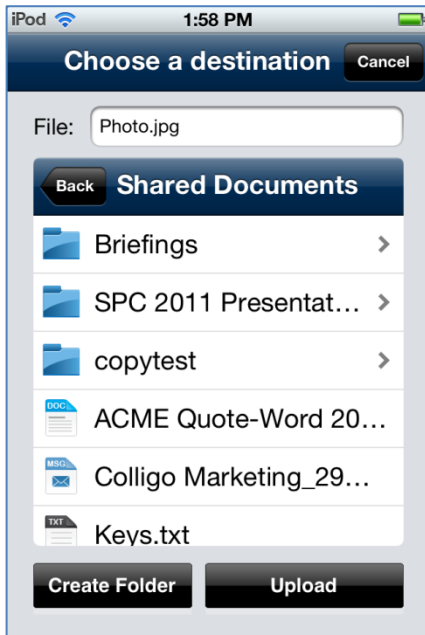 iPod 1:58 PM
Choose a destination Cancel
File: Photo.jpg
Back Shared Documents
Briefings
SPC 2011 Presentat...
copytest
DOC ACME Quote-Word 20...
MSG Colligo Marketing_29...
TXT Keys.txt
Create Folder Upload